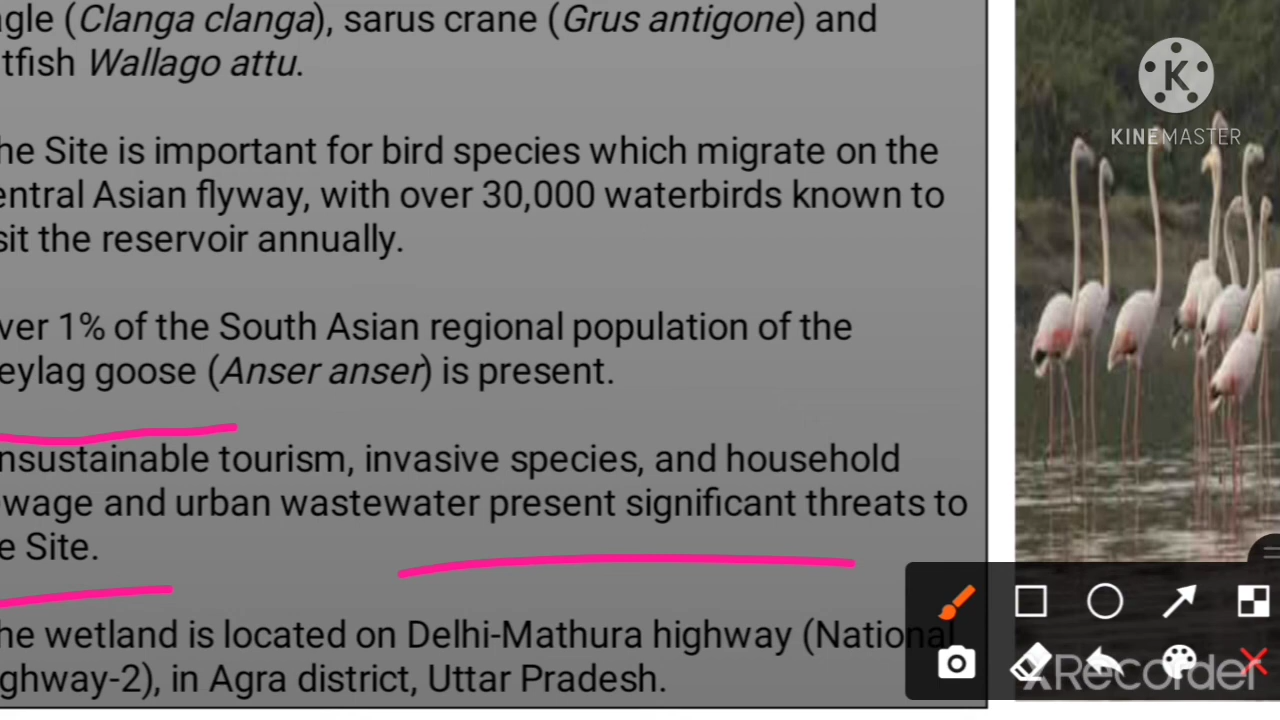 gle (Clanga clanga), sarus crane (Grus antigone) and
tfish Wallago attu.
he Site is important for bird species which migrate on the
entral Asian flyway, with over 30,000 waterbirds known to
sit the reservoir annually.
ver 1% of the South Asian regional population of the
eylag goose (Anser anser) is present.
nsustainable tourism, invasive species, and household
wage and urban wastewater present significant threats to
e Site.
he wetland is located on Delhi-Mathura highway (National
ghway-2), in Agra district, Uttar Pradesh.
K
KINEMASTER
XRecorder